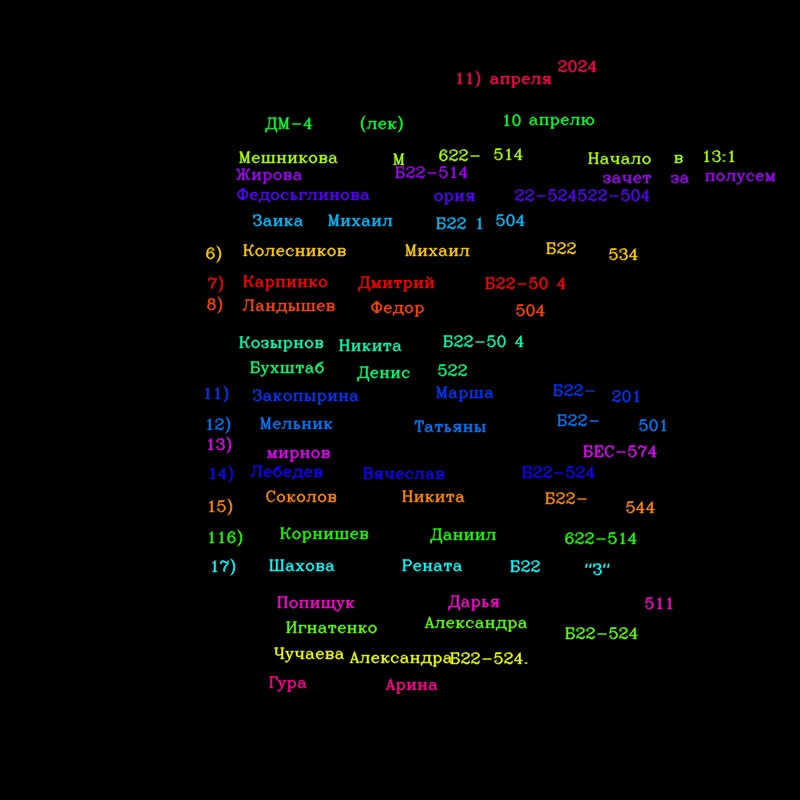 11) апреля 2024
ДМ-4 (лек) 10 апрелю
Мешникова М 622- 514 Начало в 13:1
Жирова Б22-514 зачет за полусем
Федосьглинова ория 22-524522-504
Заика Михаил Б22 1 504
6) Колесников Михаил Б22 534
7) Карпинко Дмитрий Б22-50 4
8) Ландышев Федор 504
Козырнов Никита Б22-50 4
Бухштаб Денис 522
11) Закопырина Марша Б22- 201
12) Мельник Татьяны Б22- 501
13) мирнов БЕС-574
14) Лебедев Вячеслав Б22-524
15) Соколов Никита Б22- 544
116) Корнишев Даниил 622-514
17) Шахова Рената Б22 “3“
Попищук Дарья 511
Игнатенко Александра Б22-524
Чучаева Александра Б22-524.
Гура Арина